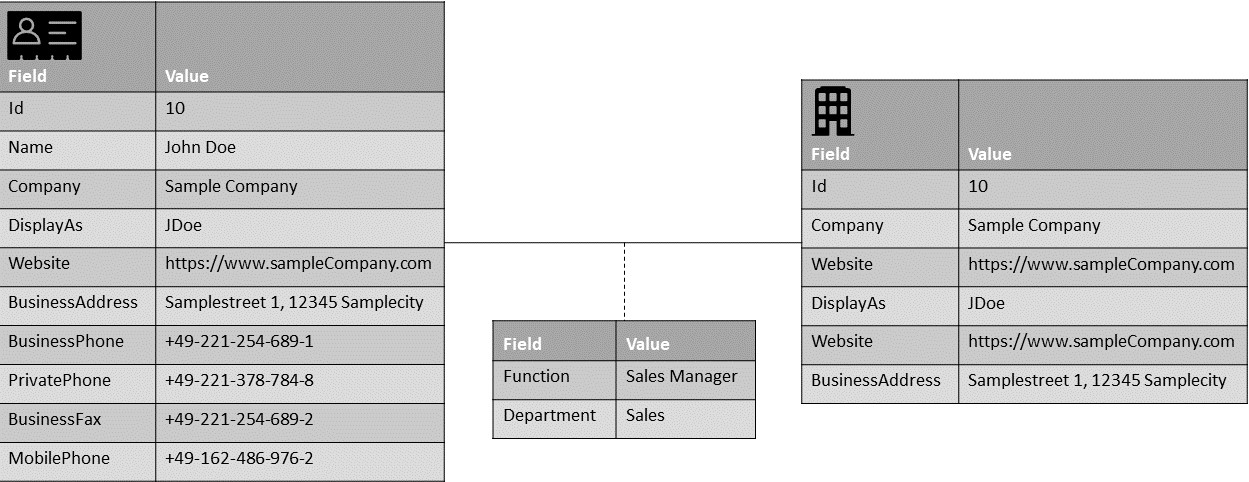 Field Value
Id 10
Name John Doe
Company Sample Company
DisplayAs JDoe
Website https://www.sampleCompany.com
BusinessAddress Samplestreet 1, 12345 Samplecity
BusinessPhone +49-221-254-689-1
PrivatePhone +49-221-378-784-8
BusinessFax +49-221-254-689-2
MobilePhone +49-162-486-976-2
Field Value
Function Sales Manager
Department Sales
Field Value
Id 10
Company Sample Company
Website https://www.sampleCompany.com
DisplayAs JDoe
Website https://www.sampleCompany.com
BusinessAddress Samplestreet 1, 12345 Samplecity